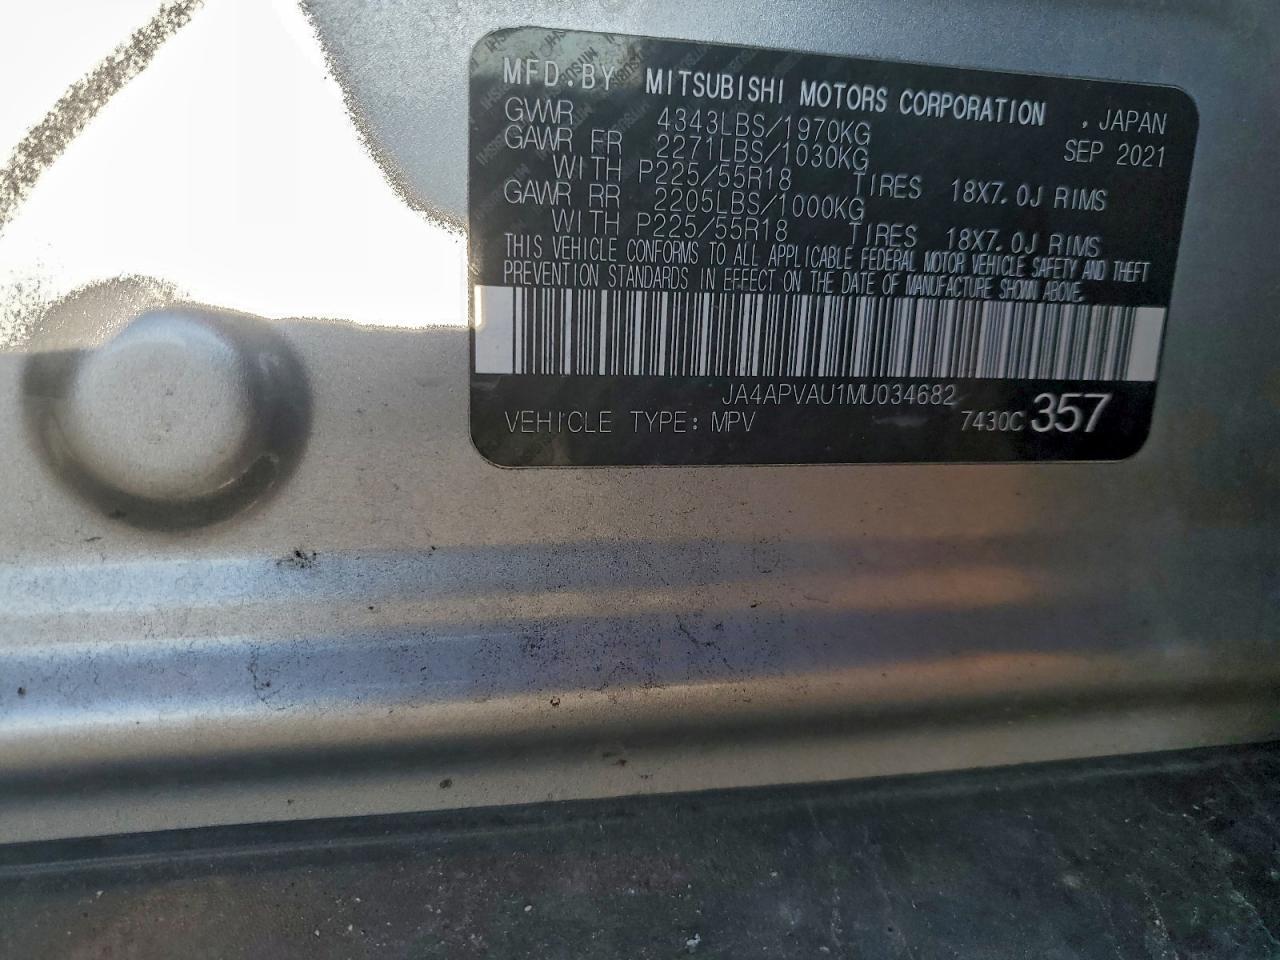 MFD.BY MITSUBISHI MOTORS CORPORATION , JAPAN
GVWR 4343LBS/1970KG SEP 2021
GAWR FR 2271LBS/1030KG
WITH P225/55R18 TIRES 18X7.0J RIMS
GAWR RR 2205LBS/1000KG
WITH P225/55R18 TIRES 18X7.0J RIMS
THIS VEHICLE CONFORMS TO ALL APPLICABLE FEDERAL MOTOR VEHICLE SAFETY AND THEFT
PREVENTION STANDARDS IN EFFECT ON THE DATE OF MANUFACTURE SHOWN ABOVE.
JA4APVAU1MU034682
VEHICLE TYPE: MPV 7430C 357